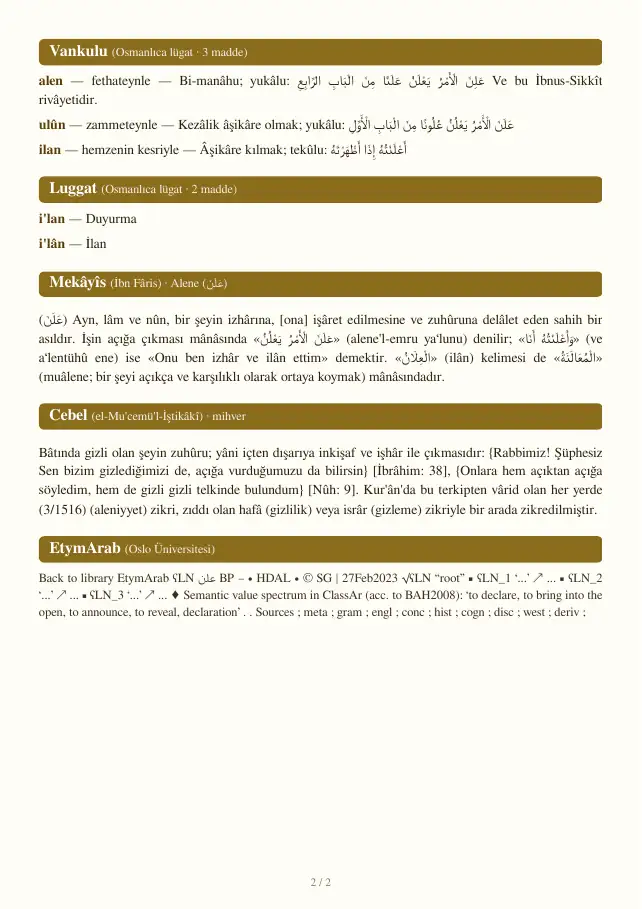 Vankulu (Osmanlıca lügat · 3 madde)
alen — fethateynle — Bi-manâhu; yukâlu: عَلِنَ الْأَمْرُ يَعْلَنُ عَلَنًا مِنَ الْبَابِ الرَّابِعِ Ve bu İbnus-Sikkît
rivâyetidir.
ulûn — zammeteynle — Kezâlik âşikâre olmak; yukâlu: عَلَنَ الْأَمْرُ يَعْلُنُ عُلُونًا مِنَ الْبَابِ الْأَوَّلِ
ilan — hemzenin kesriyle — Âşikâre kılmak; tekûlu: أَعْلَنْتُهُ إِذَا أَظْهَرْتَهُ
Luggat (Osmanlıca lügat · 2 madde)
i'lan — Duyurma
i'lân — İlan
Mekâyîs (İbn Fâris) · Alene (عَلَنَ)
(عَلَنَ) Ayn, lâm ve nûn, bir şeyin izhârına, [ona] işâret edilmesine ve zuhûruna delâlet eden sahih bir
asıldır. İşin açığa çıkması mânâsında «عَلَنَ الْأَمْرُ يَعْلُنُ» (alene'l-emru ya‘lunu) denilir; «وَأَعْلَنْتُهُ أَنَا» (ve
a‘lentühû ene) ise «Onu ben izhâr ve ilân ettim» demektir. «الْعِلَانُ» (ilân) kelimesi de «الْمُعَالَنَةُ»
(muâlene; bir şeyi açıkça ve karşılıklı olarak ortaya koymak) mânâsındadır.
Cebel (el-Mu'cemü'l-İştikâkî) · mihver
Bâtında gizli olan şeyin zuhûru; yâni içten dışarıya inkişaf ve işhâr ile çıkmasıdır: {Rabbimiz! Şüphesiz
Sen bizim gizlediğimizi de, açığa vurduğumuzu da bilirsin} [İbrâhim: 38], {Onlara hem açıktan açığa
söyledim, hem de gizli gizli telkinde bulundum} [Nûh: 9]. Kur'ân'da bu terkipten vârid olan her yerde
(3/1516) (aleniyyet) zikri, zıddı olan hafâ (gizlilik) veya isrâr (gizleme) zikriyle bir arada zikredilmiştir.
EtymArab (Oslo Üniversitesi)
Back to library EtymArab ʕLN علن BP – • HDAL • © SG | 27Feb2023 √ʕLN “root” ▪ ʕLN_1 ‘...’ ↗ ... ▪ ʕLN_2
‘...’ ↗ ... ▪ ʕLN_3 ‘...’ ↗ ... ♦ Semantic value spectrum in ClassAr (acc. to BAH2008): ‘to declare, to bring into the
open, to announce, to reveal, declaration’ . . Sources ; meta ; gram ; engl ; conc ; hist ; cogn ; disc ; west ; deriv ;
2 / 2